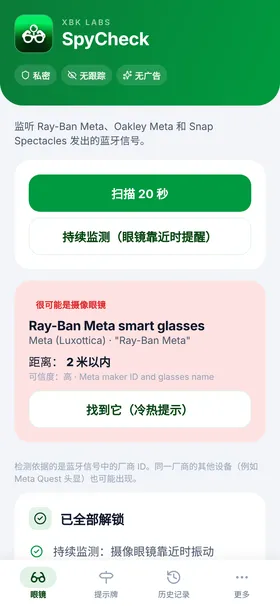 XBK LABS
SpyCheck
私密
无跟踪
无广告
监听 Ray-Ban Meta、Oakley Meta 和 Snap
Spectacles 发出的蓝牙信号。
扫描 20 秒
持续监测（眼镜靠近时提醒）
很可能是摄像眼镜
Ray-Ban Meta smart glasses
Meta (Luxottica) · "Ray-Ban Meta"
距离： 2 米以内
可信度：高 · Meta maker ID and glasses name
找到它（冷热提示）
检测依据的是蓝牙信号中的厂商 ID。同一厂商的其他设备（例如
Meta Quest 头显）也可能出现。
已全部解锁
持续监测：摄像眼镜靠近时振动
眼镜
提示牌
历史记录
更多